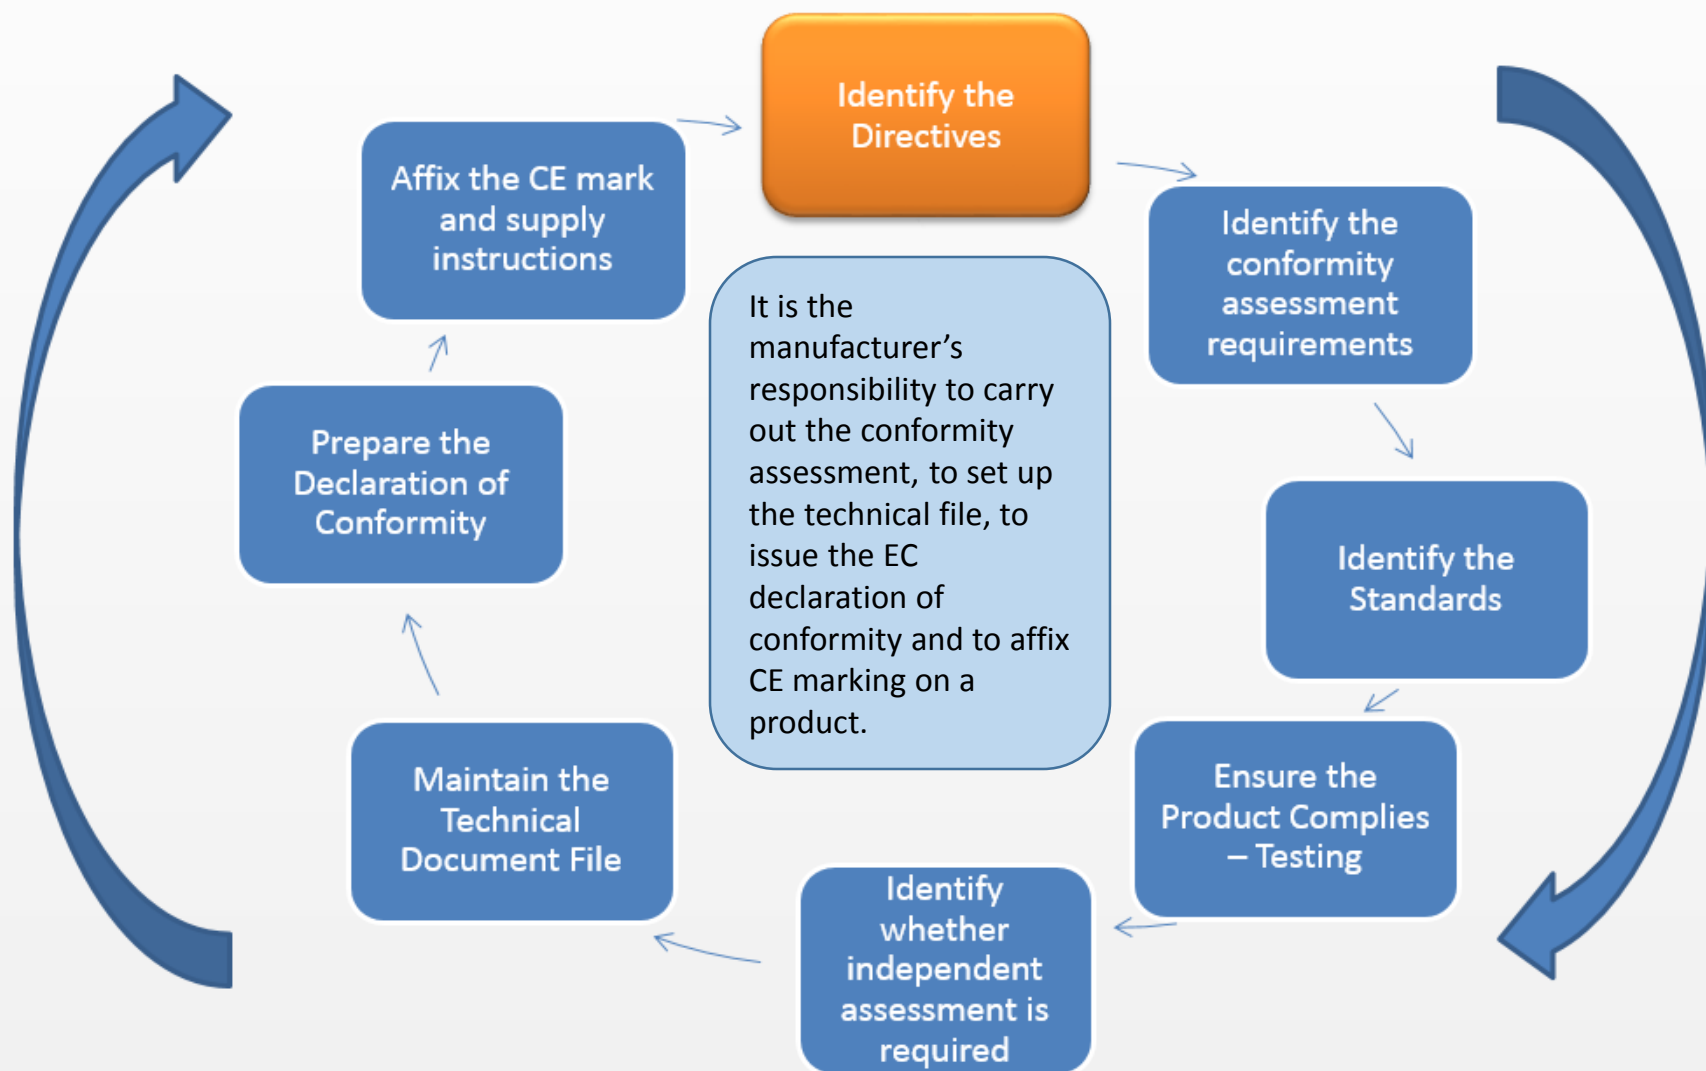 Identify the
Directives
Identify the
conformity
assessment
requirements
Identify the
Standards
Ensure the
Product Complies
– Testing
Identify
whether
independent
assessment is
required
Maintain the
Technical
Document File
Prepare the
Declaration of
Conformity
Affix the CE mark
and supply
instructions
It is the
manufacturer’s
responsibility to carry
out the conformity
assessment, to set up
the technical file, to
issue the EC
declaration of
conformity and to affix
CE marking on a
product.